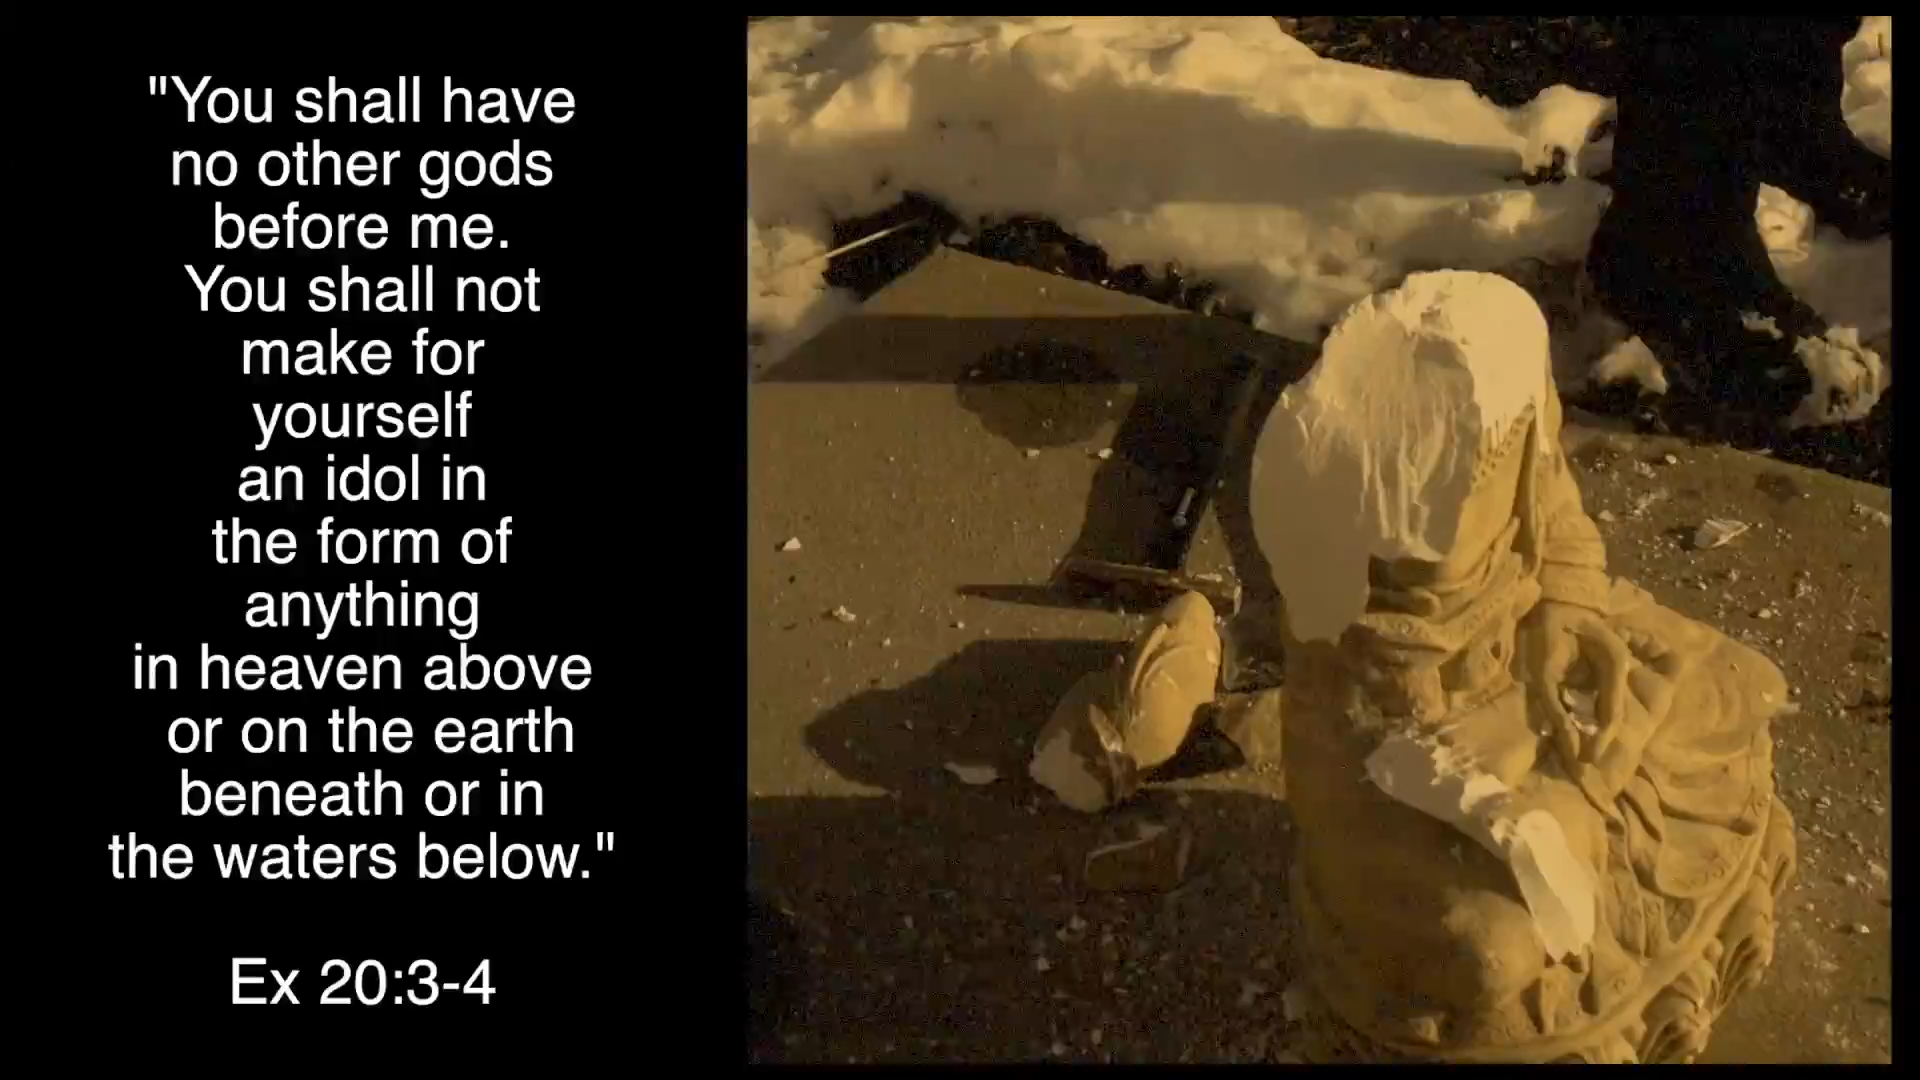 "You shall have
no other gods
before me.
You shall not
make for
yourself
an idol in
the form of
anything
in heaven above
or on the earth
beneath or in
the waters below."
Ex 20:3-4